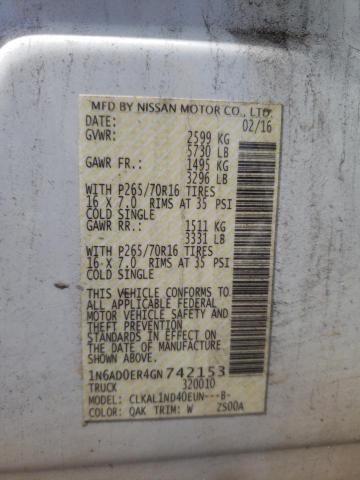 MFD BY NISSAN MOTOR CO., LTD.
DATE: 02/16
GVWR: 2599 KG
5730 LB
GAWR FR.: 1495 KG
3296 LB
WITH P265/70R16 TIRES
16 X 7.0 RIMS AT 35 PSI
COLD SINGLE
GAWR RR.: 1511 KG
3331 LB
WITH P265/70R16 TIRES
16 X 7.0 RIMS AT 35 PSI
COLD SINGLE
THIS VEHICLE CONFORMS TO
ALL APPLICABLE FEDERAL
MOTOR VEHICLE SAFETY AND
THEFT PREVENTION
STANDARDS IN EFFECT ON
THE DATE OF MANUFACTURE
SHOWN ABOVE.
1N6AD0ER4GN742153
TRUCK 320010
MODEL: CLKALIND40EUN---B-
COLOR: QAK TRIM: W ZS00A